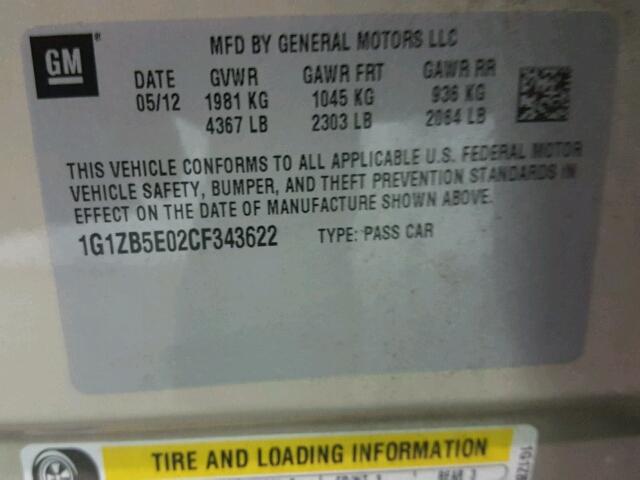 GM
MFD BY GENERAL MOTORS LLC
DATE GVWR GAWR FRT GAWR RR
05/12 1981 KG 1045 KG 936 KG
4367 LB 2303 LB 2064 LB
THIS VEHICLE CONFORMS TO ALL APPLICABLE U.S. FEDERAL MOTOR
VEHICLE SAFETY, BUMPER, AND THEFT PREVENTION STANDARDS IN
EFFECT ON THE DATE OF MANUFACTURE SHOWN ABOVE.
1G1ZB5E02CF343622 TYPE: PASS CAR
TIRE AND LOADING INFORMATION
1G1ZB